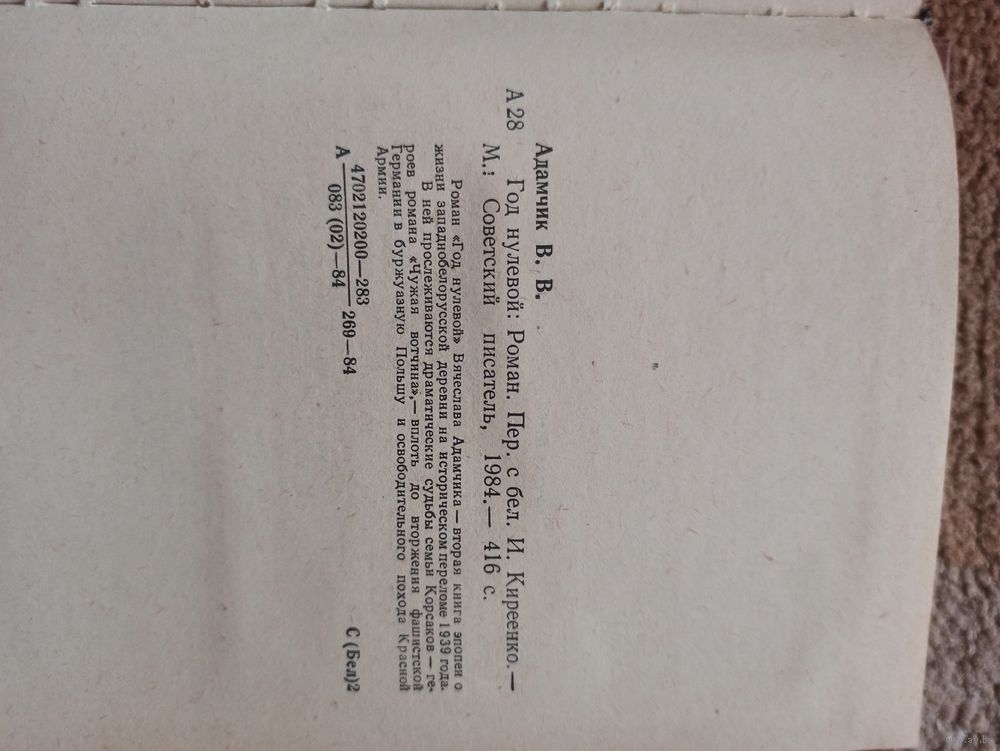 Адамчик В. В.
А 28 Год нулевой: Роман. Пер. с бел. И. Киреенко. —
М.: Советский писатель, 1984.— 416 с.
Роман «Год нулевой» Вячеслава Адамчика — вторая книга эпопеи о
жизни западнобелорусской деревни на историческом переломе 1939 года.
В ней прослеживаются драматические судьбы семьи Корсаков — ге-
роев романа «Чужая вотчина»,— вплоть до вторжения фашистской
Германии в буржуазную Польшу и освободительного похода Красной
Армии.
4702120200—283
А 269—84
083 (02)—84
С (Бел)2